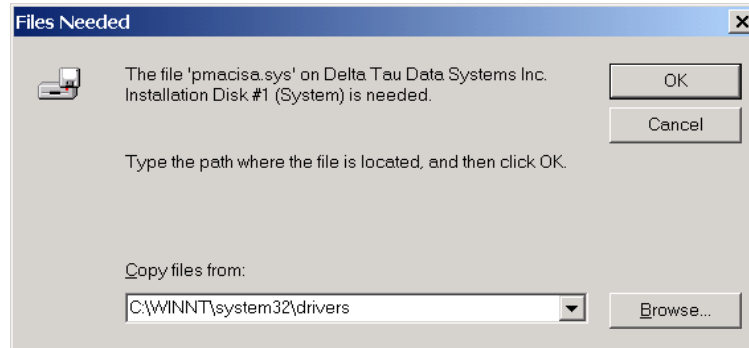 Files Needed
The file 'pmacisa.sys' on Delta Tau Data Systems Inc.
Installation Disk #1 (System) is needed.
OK
Cancel
Type the path where the file is located, and then click OK.
Copy files from:
C:\WINNT\system32\drivers
Browse...